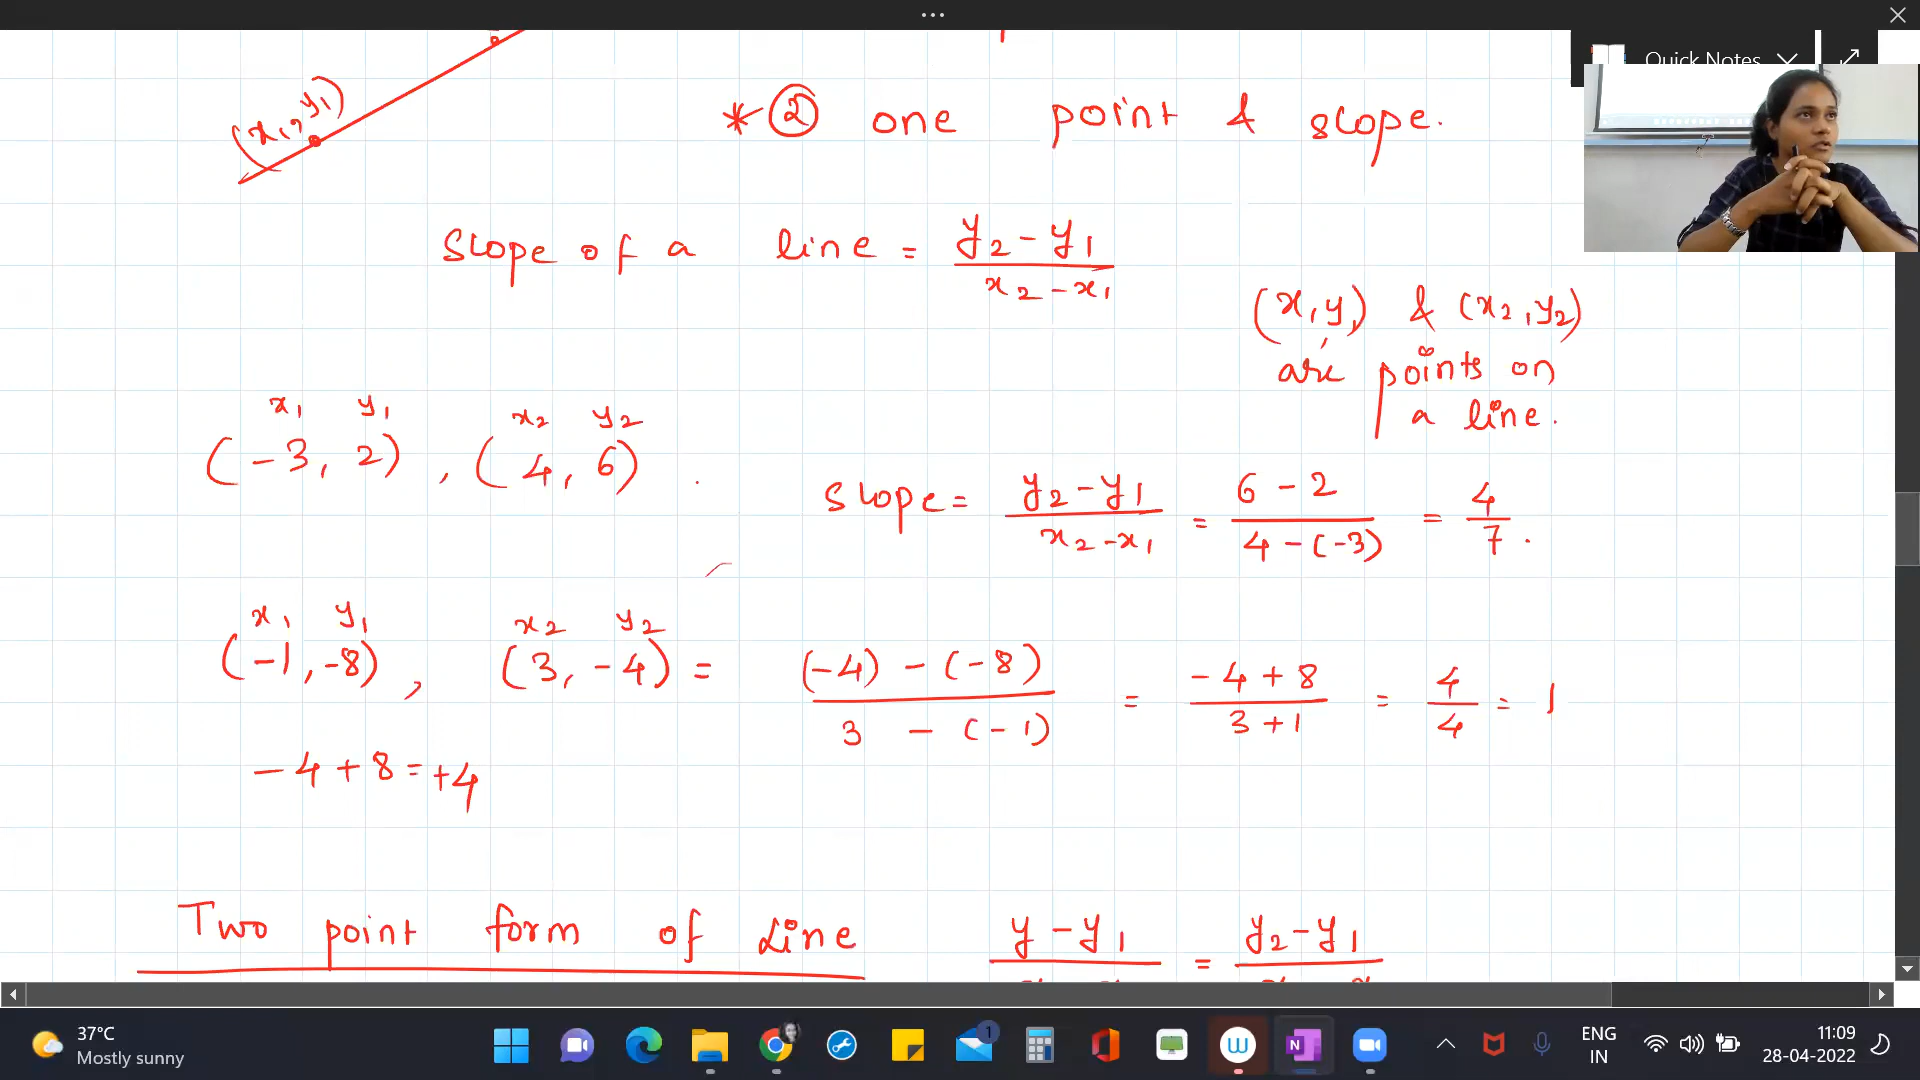 Quick Notes
(x1, y1)
* ② one point & slope.
Slope of a line = y2 - y1 / x2 - x1
(x, y1) & (x2, y2)
are points on
a line.
x1 y1 x2 y2
(-3, 2), (4, 6).
slope = y2 - y1 / x2 - x1 = 6 - 2 / 4 - (-3) = 4/7.
x1 y1 x2 y2
(-1, -8), (3, -4) = (-4) - (-8) / 3 - (-1) = -4 + 8 / 3 + 1 = 4/4 = 1
-4 + 8 = +4
Two point form of Line y - y1 = y2 - y1
37°C
Mostly sunny
1
ENG
IN
11:09
28-04-2022